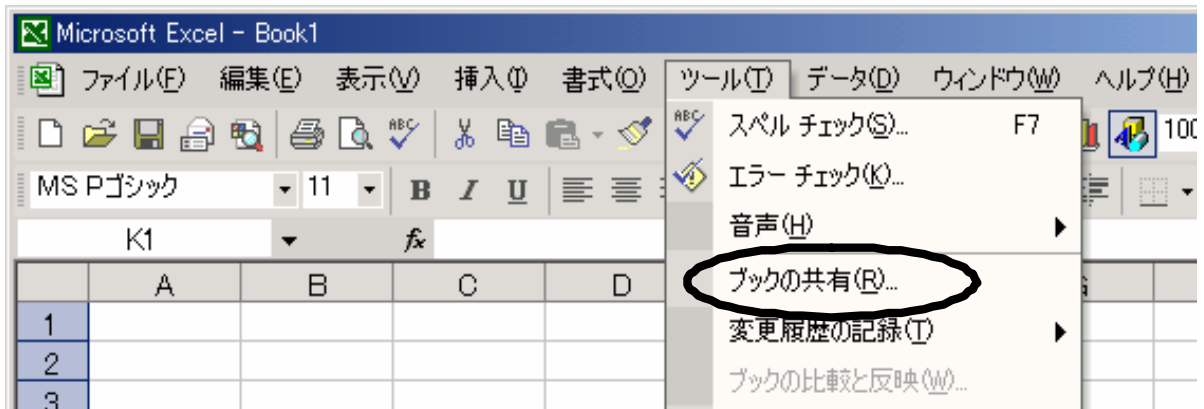 Microsoft Excel - Book1
ファイル(F) 編集(E) 表示(V) 挿入(I) 書式(O) ツール(T) データ(D) ウィンドウ(W) ヘルプ(H)
ABC ABC スペル チェック(S)... F7 100
MS Pゴシック 11 B I U エラー チェック(K)...
音声(H)
K1 fx
ブックの共有(R)...
A B C D G
変更履歴の記録(T)
1
2
ブックの比較と反映(W)...
3